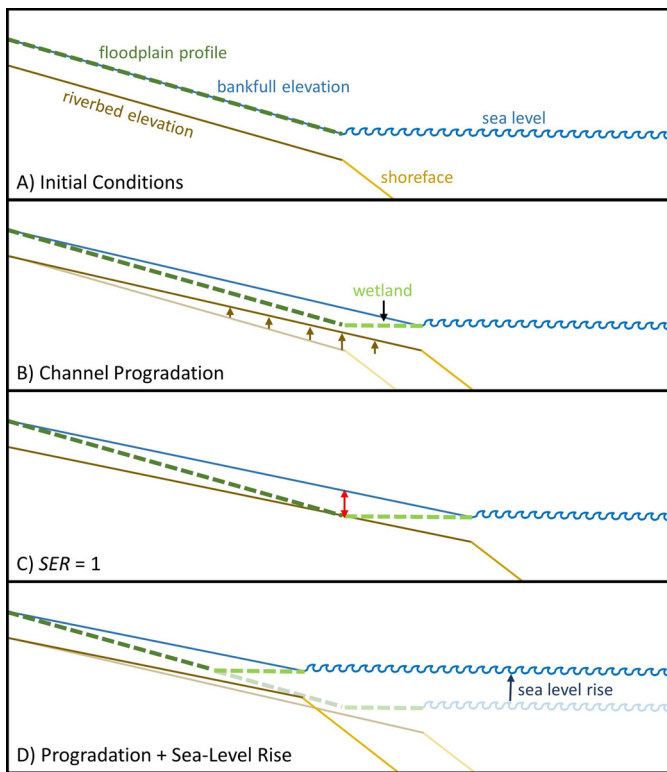 floodplain profile
bankfull elevation
riverbed elevation
sea level
shoreface
A) Initial Conditions
wetland
B) Channel Progradation
C) SER = 1
sea level rise
D) Progradation + Sea-Level Rise